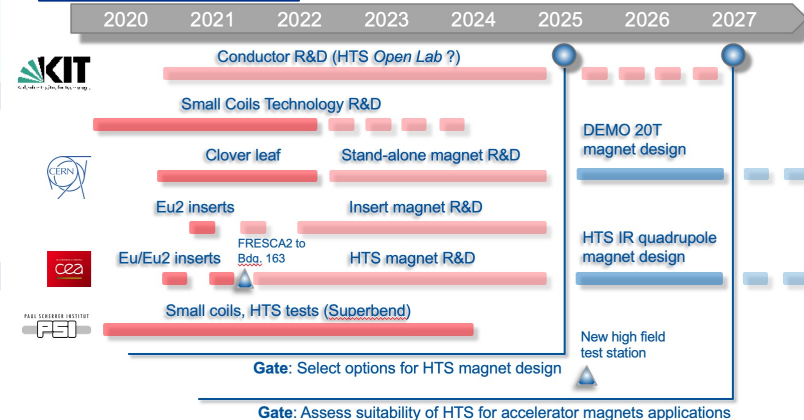 2020 2021 2022 2023 2024 2025 2026 2027
KIT
Conductor R&D (HTS Open Lab ?)
Small Coils Technology R&D
DEMO 20T
magnet design
CERN
Clover leaf
Stand-alone magnet R&D
Eu2 inserts
Insert magnet R&D
FRESCA2 to
Bdg. 163
HTS IR quadrupole
magnet design
cea
Eu/Eu2 inserts
HTS magnet R&D
PAUL SCHERRER INSTITUT
PSI
Small coils, HTS tests (Superbend)
New high field
test station
Gate: Select options for HTS magnet design
Gate: Assess suitability of HTS for accelerator magnets applications